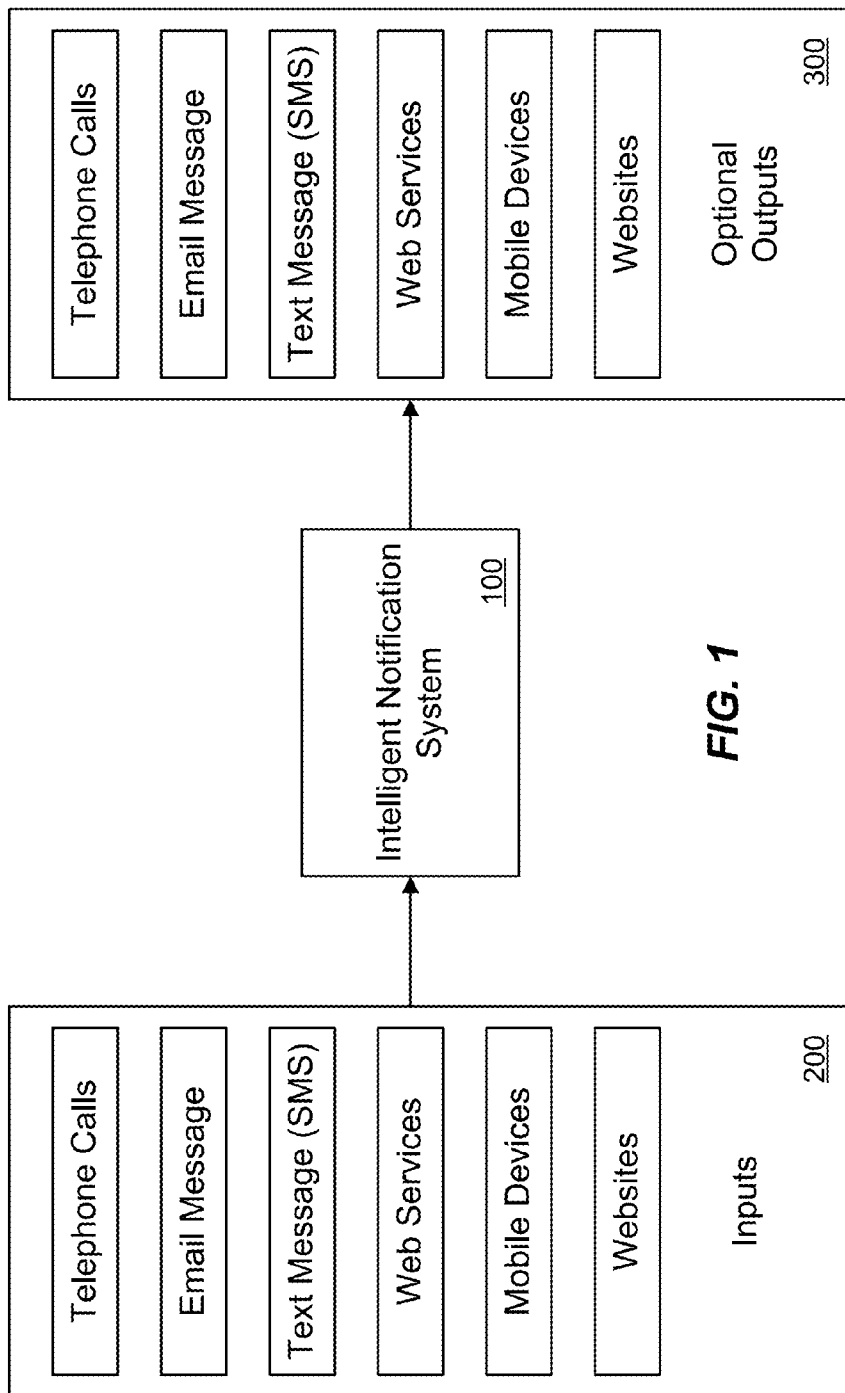 Telephone Calls
Email Message
Text Message (SMS)
Web Services
Mobile Devices
Websites
Inputs
200
Intelligent Notification
System
100
Telephone Calls
Email Message
Text Message (SMS)
Web Services
Mobile Devices
Websites
Optional
Outputs
300
FIG. 1